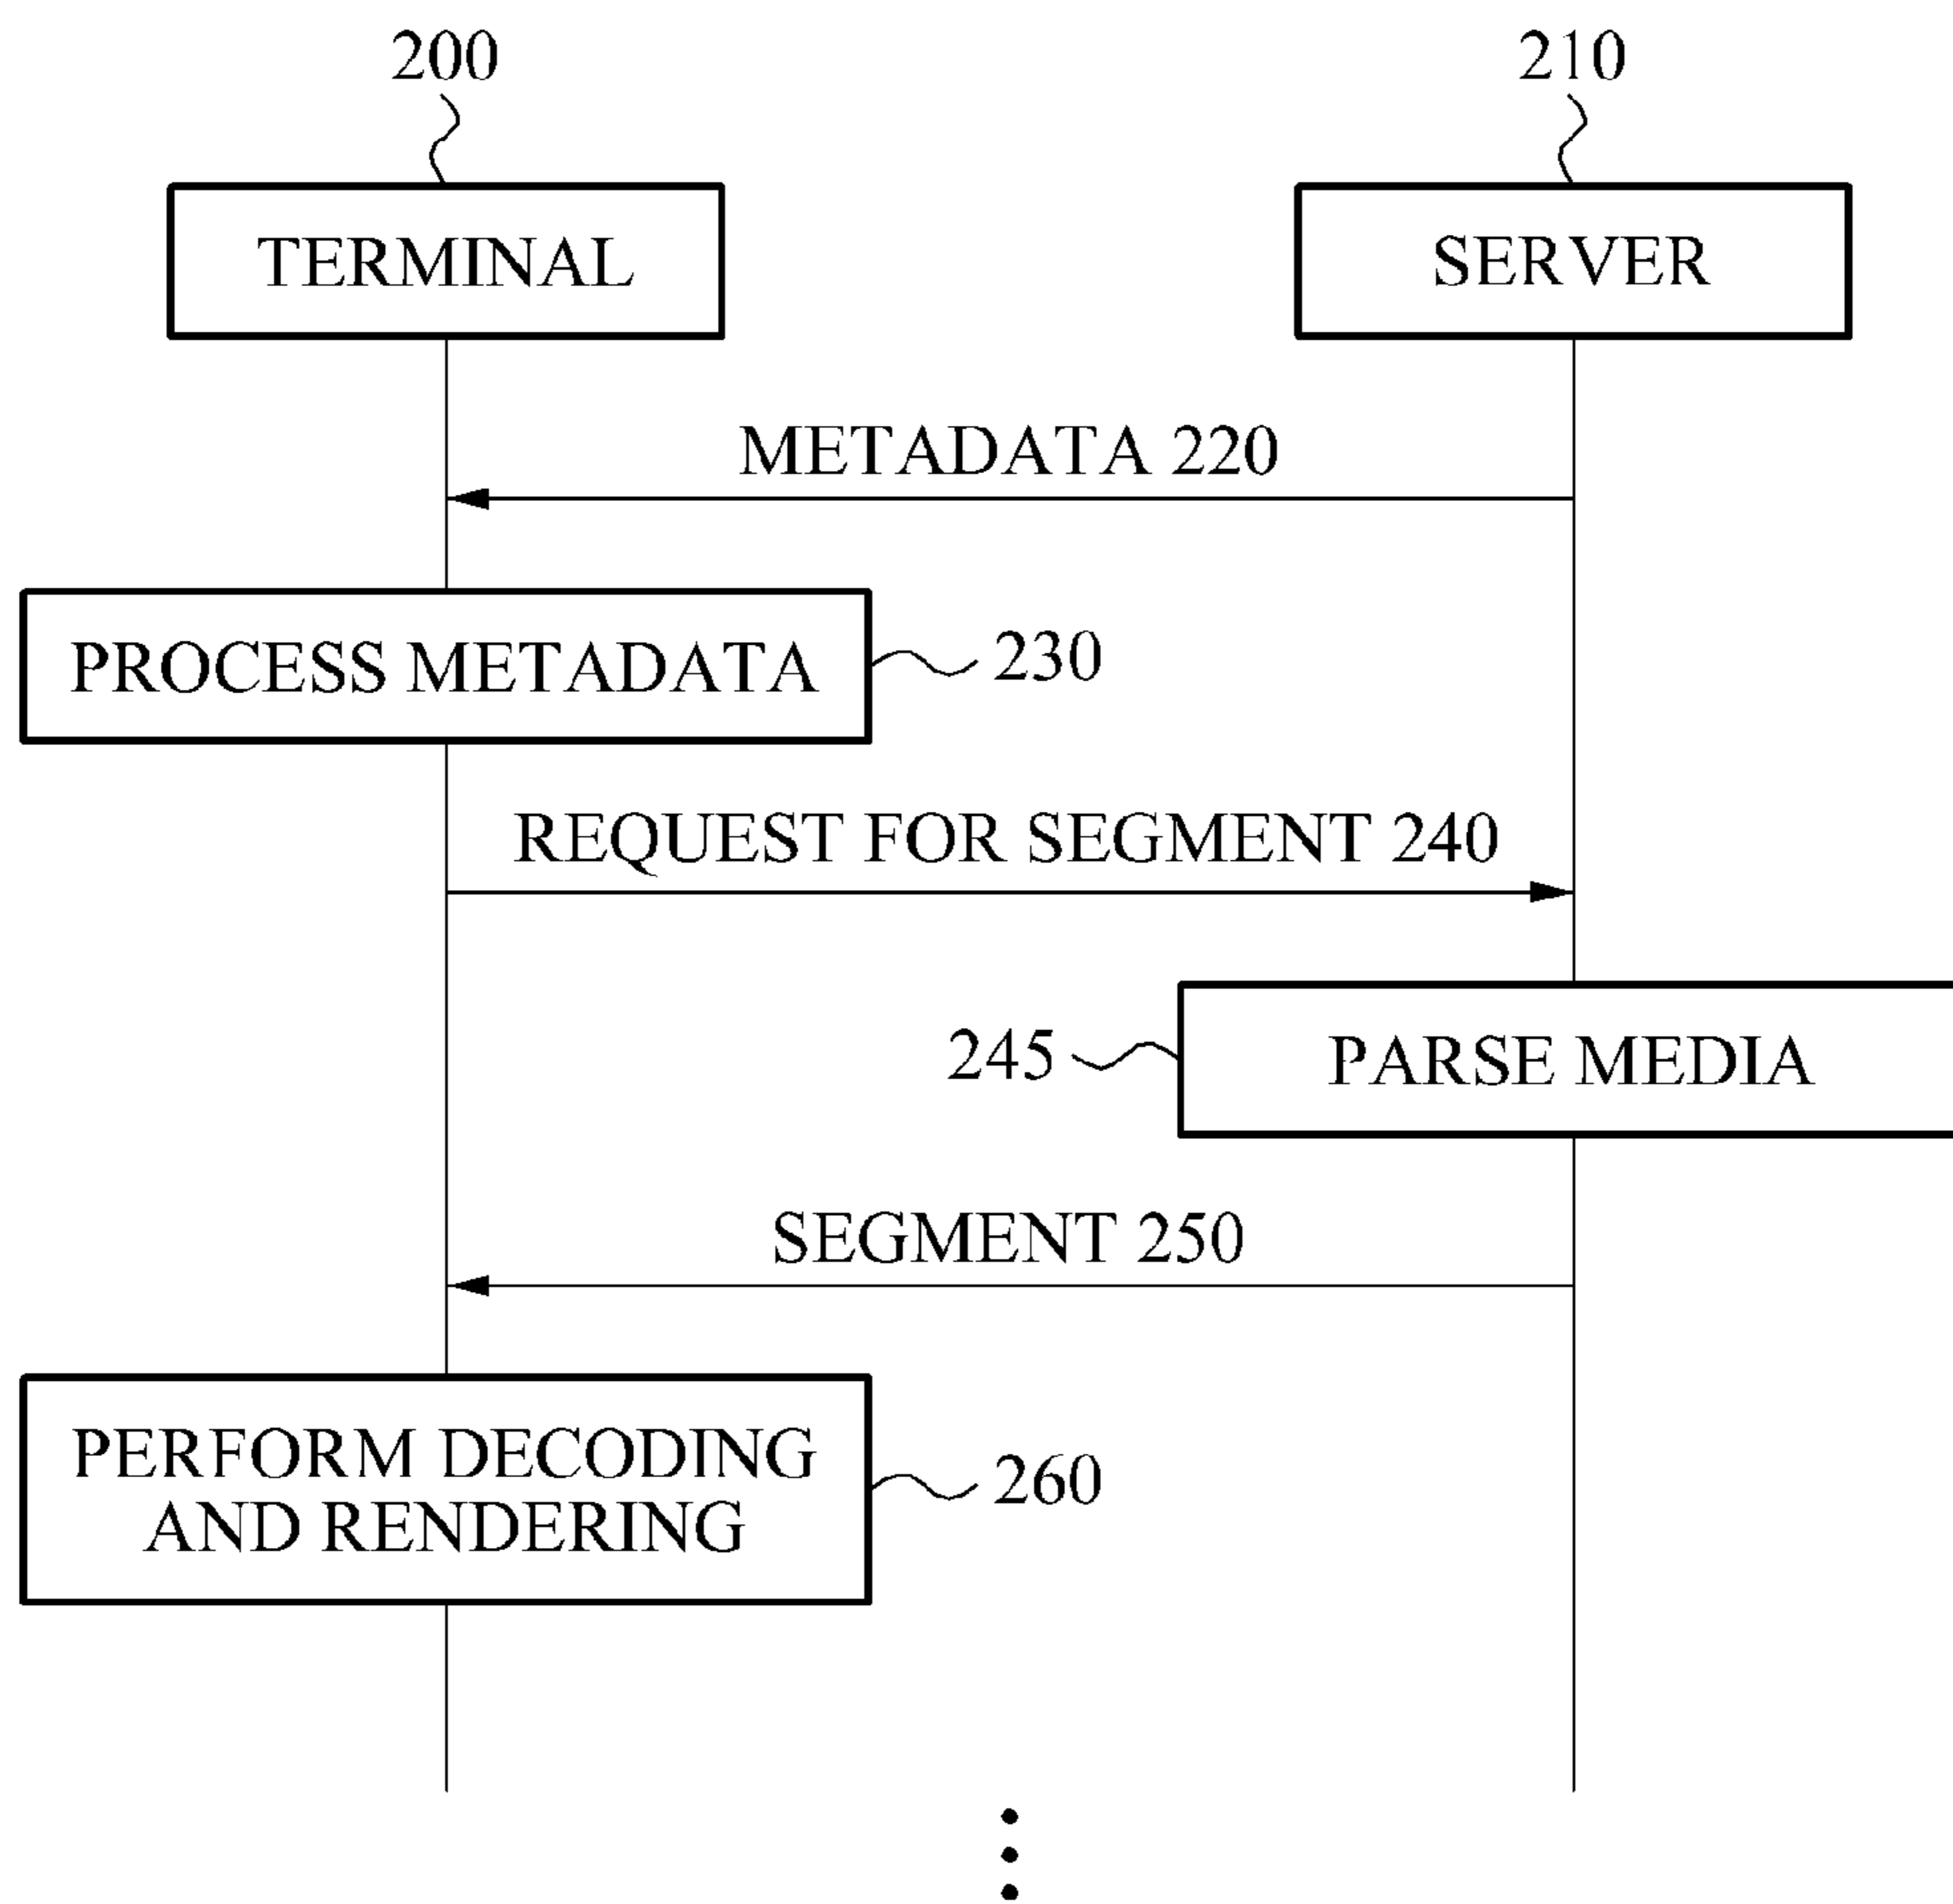 200
210
TERMINAL
SERVER
METADATA 220
PROCESS METADATA
230
REQUEST FOR SEGMENT 240
245
PARSE MEDIA
SEGMENT 250
PERFORM DECODING
AND RENDERING
260